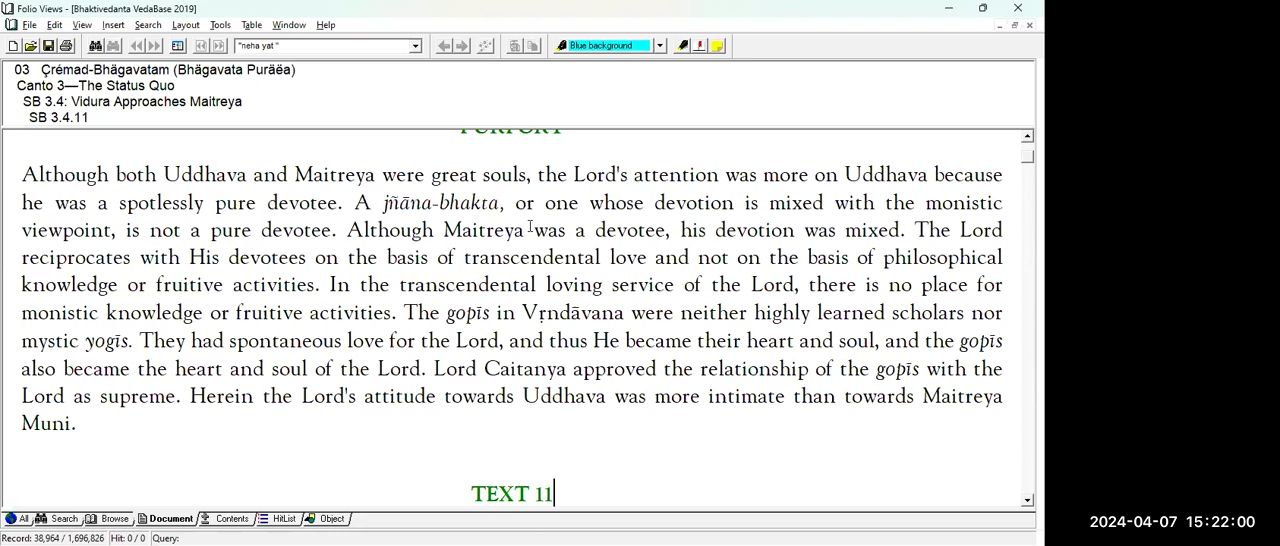 Folio Views - [Bhaktivedanta VedaBase 2019]
File Edit View Insert Search Layout Tools Table Window Help
"neha yat "
Blue background
03 Çrémad-Bhägavatam (Bhägavata Puräëa)
Canto 3—The Status Quo
SB 3.4: Vidura Approaches Maitreya
SB 3.4.11
PURPORT
Although both Uddhava and Maitreya were great souls, the Lord's attention was more on Uddhava because
he was a spotlessly pure devotee. A jñāna-bhakta, or one whose devotion is mixed with the monistic
viewpoint, is not a pure devotee. Although Maitreya was a devotee, his devotion was mixed. The Lord
reciprocates with His devotees on the basis of transcendental love and not on the basis of philosophical
knowledge or fruitive activities. In the transcendental loving service of the Lord, there is no place for
monistic knowledge or fruitive activities. The gopīs in Vṛndāvana were neither highly learned scholars nor
mystic yogīs. They had spontaneous love for the Lord, and thus He became their heart and soul, and the gopīs
also became the heart and soul of the Lord. Lord Caitanya approved the relationship of the gopīs with the
Lord as supreme. Herein the Lord's attitude towards Uddhava was more intimate than towards Maitreya
Muni.
TEXT 11
All Search Browse Document Contents HitList Object
Record: 38,964 / 1,696,826 Hit: 0 / 0 Query:
2024-04-07 15:22:00